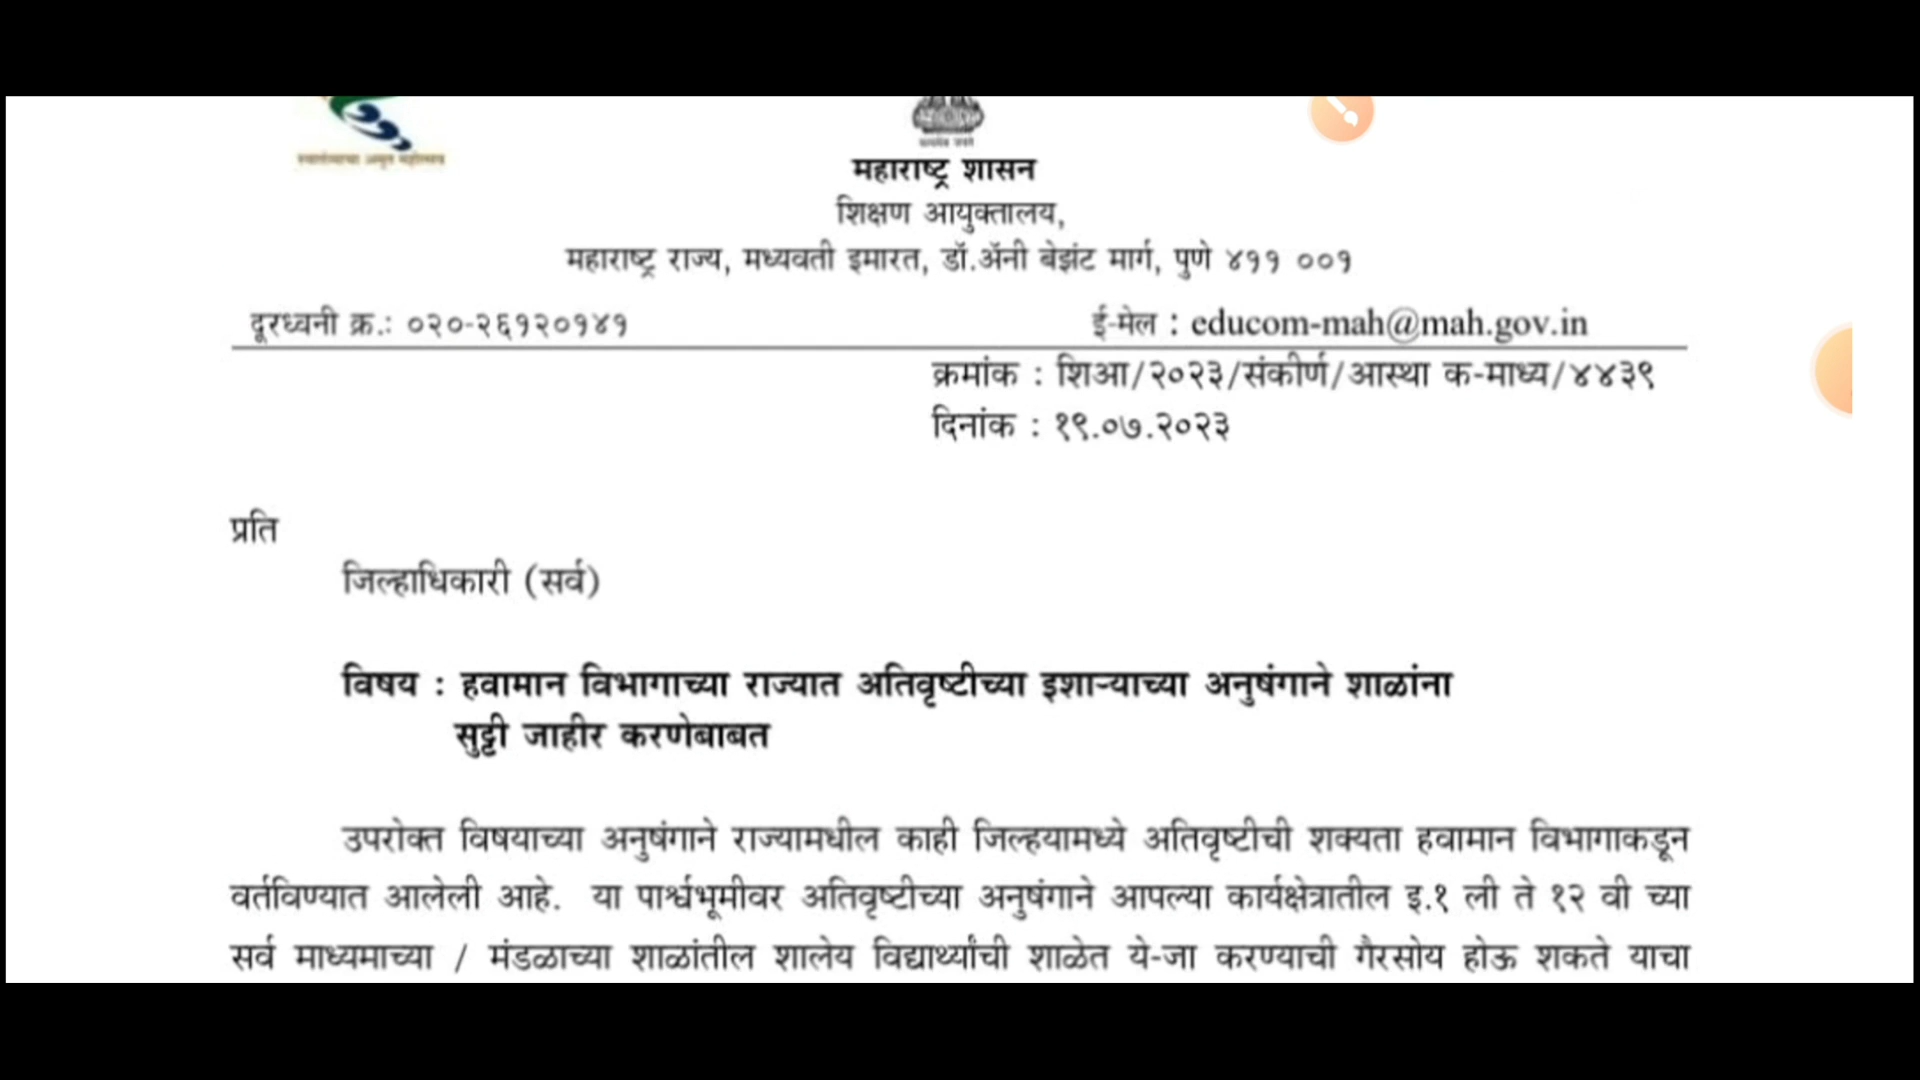 स्वातंत्र्याचा अमृत महोत्सव
महाराष्ट्र शासन
शिक्षण आयुक्तालय,
महाराष्ट्र राज्य, मध्यवती इमारत, डॉ.ॲनी बेझंट मार्ग, पुणे ४११ ००१
दूरध्वनी क्र.: ०२०-२६१२०१४१
ई-मेल : educom-mah@mah.gov.in
क्रमांक : शिआ/२०२३/संकीर्ण/आस्था क-माध्य/४४३९
दिनांक : १९.०७.२०२३
प्रति
जिल्हाधिकारी (सर्व)
विषय : हवामान विभागाच्या राज्यात अतिवृष्टीच्या इशाऱ्याच्या अनुषंगाने शाळांना
सुट्टी जाहीर करणेबाबत
उपरोक्त विषयाच्या अनुषंगाने राज्यामधील काही जिल्हयामध्ये अतिवृष्टीची शक्यता हवामान विभागाकडून
वर्तविण्यात आलेली आहे. या पार्श्वभूमीवर अतिवृष्टीच्या अनुषंगाने आपल्या कार्यक्षेत्रातील इ.१ ली ते १२ वी च्या
सर्व माध्यमाच्या / मंडळाच्या शाळांतील शालेय विद्यार्थ्यांची शाळेत ये-जा करण्याची गैरसोय होऊ शकते याचा